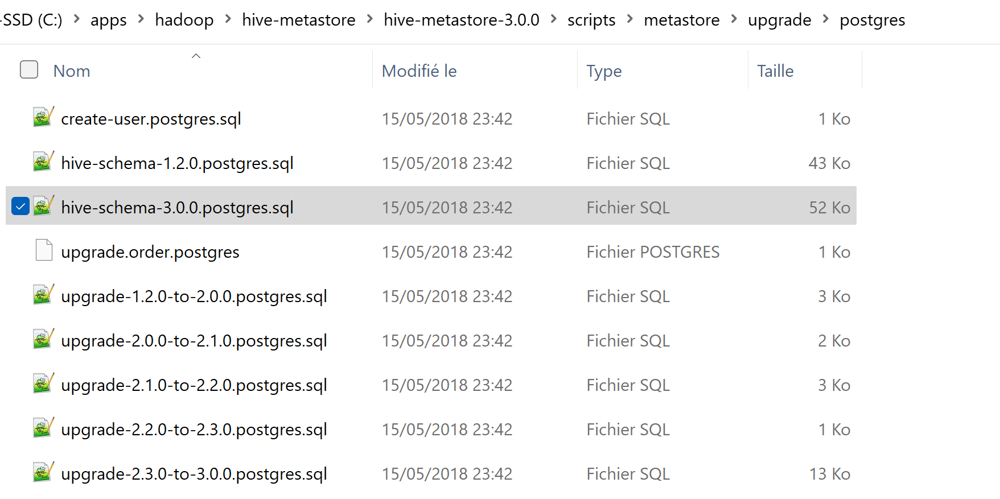 -SSD (C:) > apps > hadoop > hive-metastore > hive-metastore-3.0.0 > scripts > metastore > upgrade > postgres
Nom Modifié le Type Taille
create-user.postgres.sql 15/05/2018 23:42 Fichier SQL 1 Ko
hive-schema-1.2.0.postgres.sql 15/05/2018 23:42 Fichier SQL 43 Ko
hive-schema-3.0.0.postgres.sql 15/05/2018 23:42 Fichier SQL 52 Ko
upgrade.order.postgres 15/05/2018 23:42 Fichier POSTGRES 1 Ko
upgrade-1.2.0-to-2.0.0.postgres.sql 15/05/2018 23:42 Fichier SQL 3 Ko
upgrade-2.0.0-to-2.1.0.postgres.sql 15/05/2018 23:42 Fichier SQL 2 Ko
upgrade-2.1.0-to-2.2.0.postgres.sql 15/05/2018 23:42 Fichier SQL 3 Ko
upgrade-2.2.0-to-2.3.0.postgres.sql 15/05/2018 23:42 Fichier SQL 1 Ko
upgrade-2.3.0-to-3.0.0.postgres.sql 15/05/2018 23:42 Fichier SQL 13 Ko